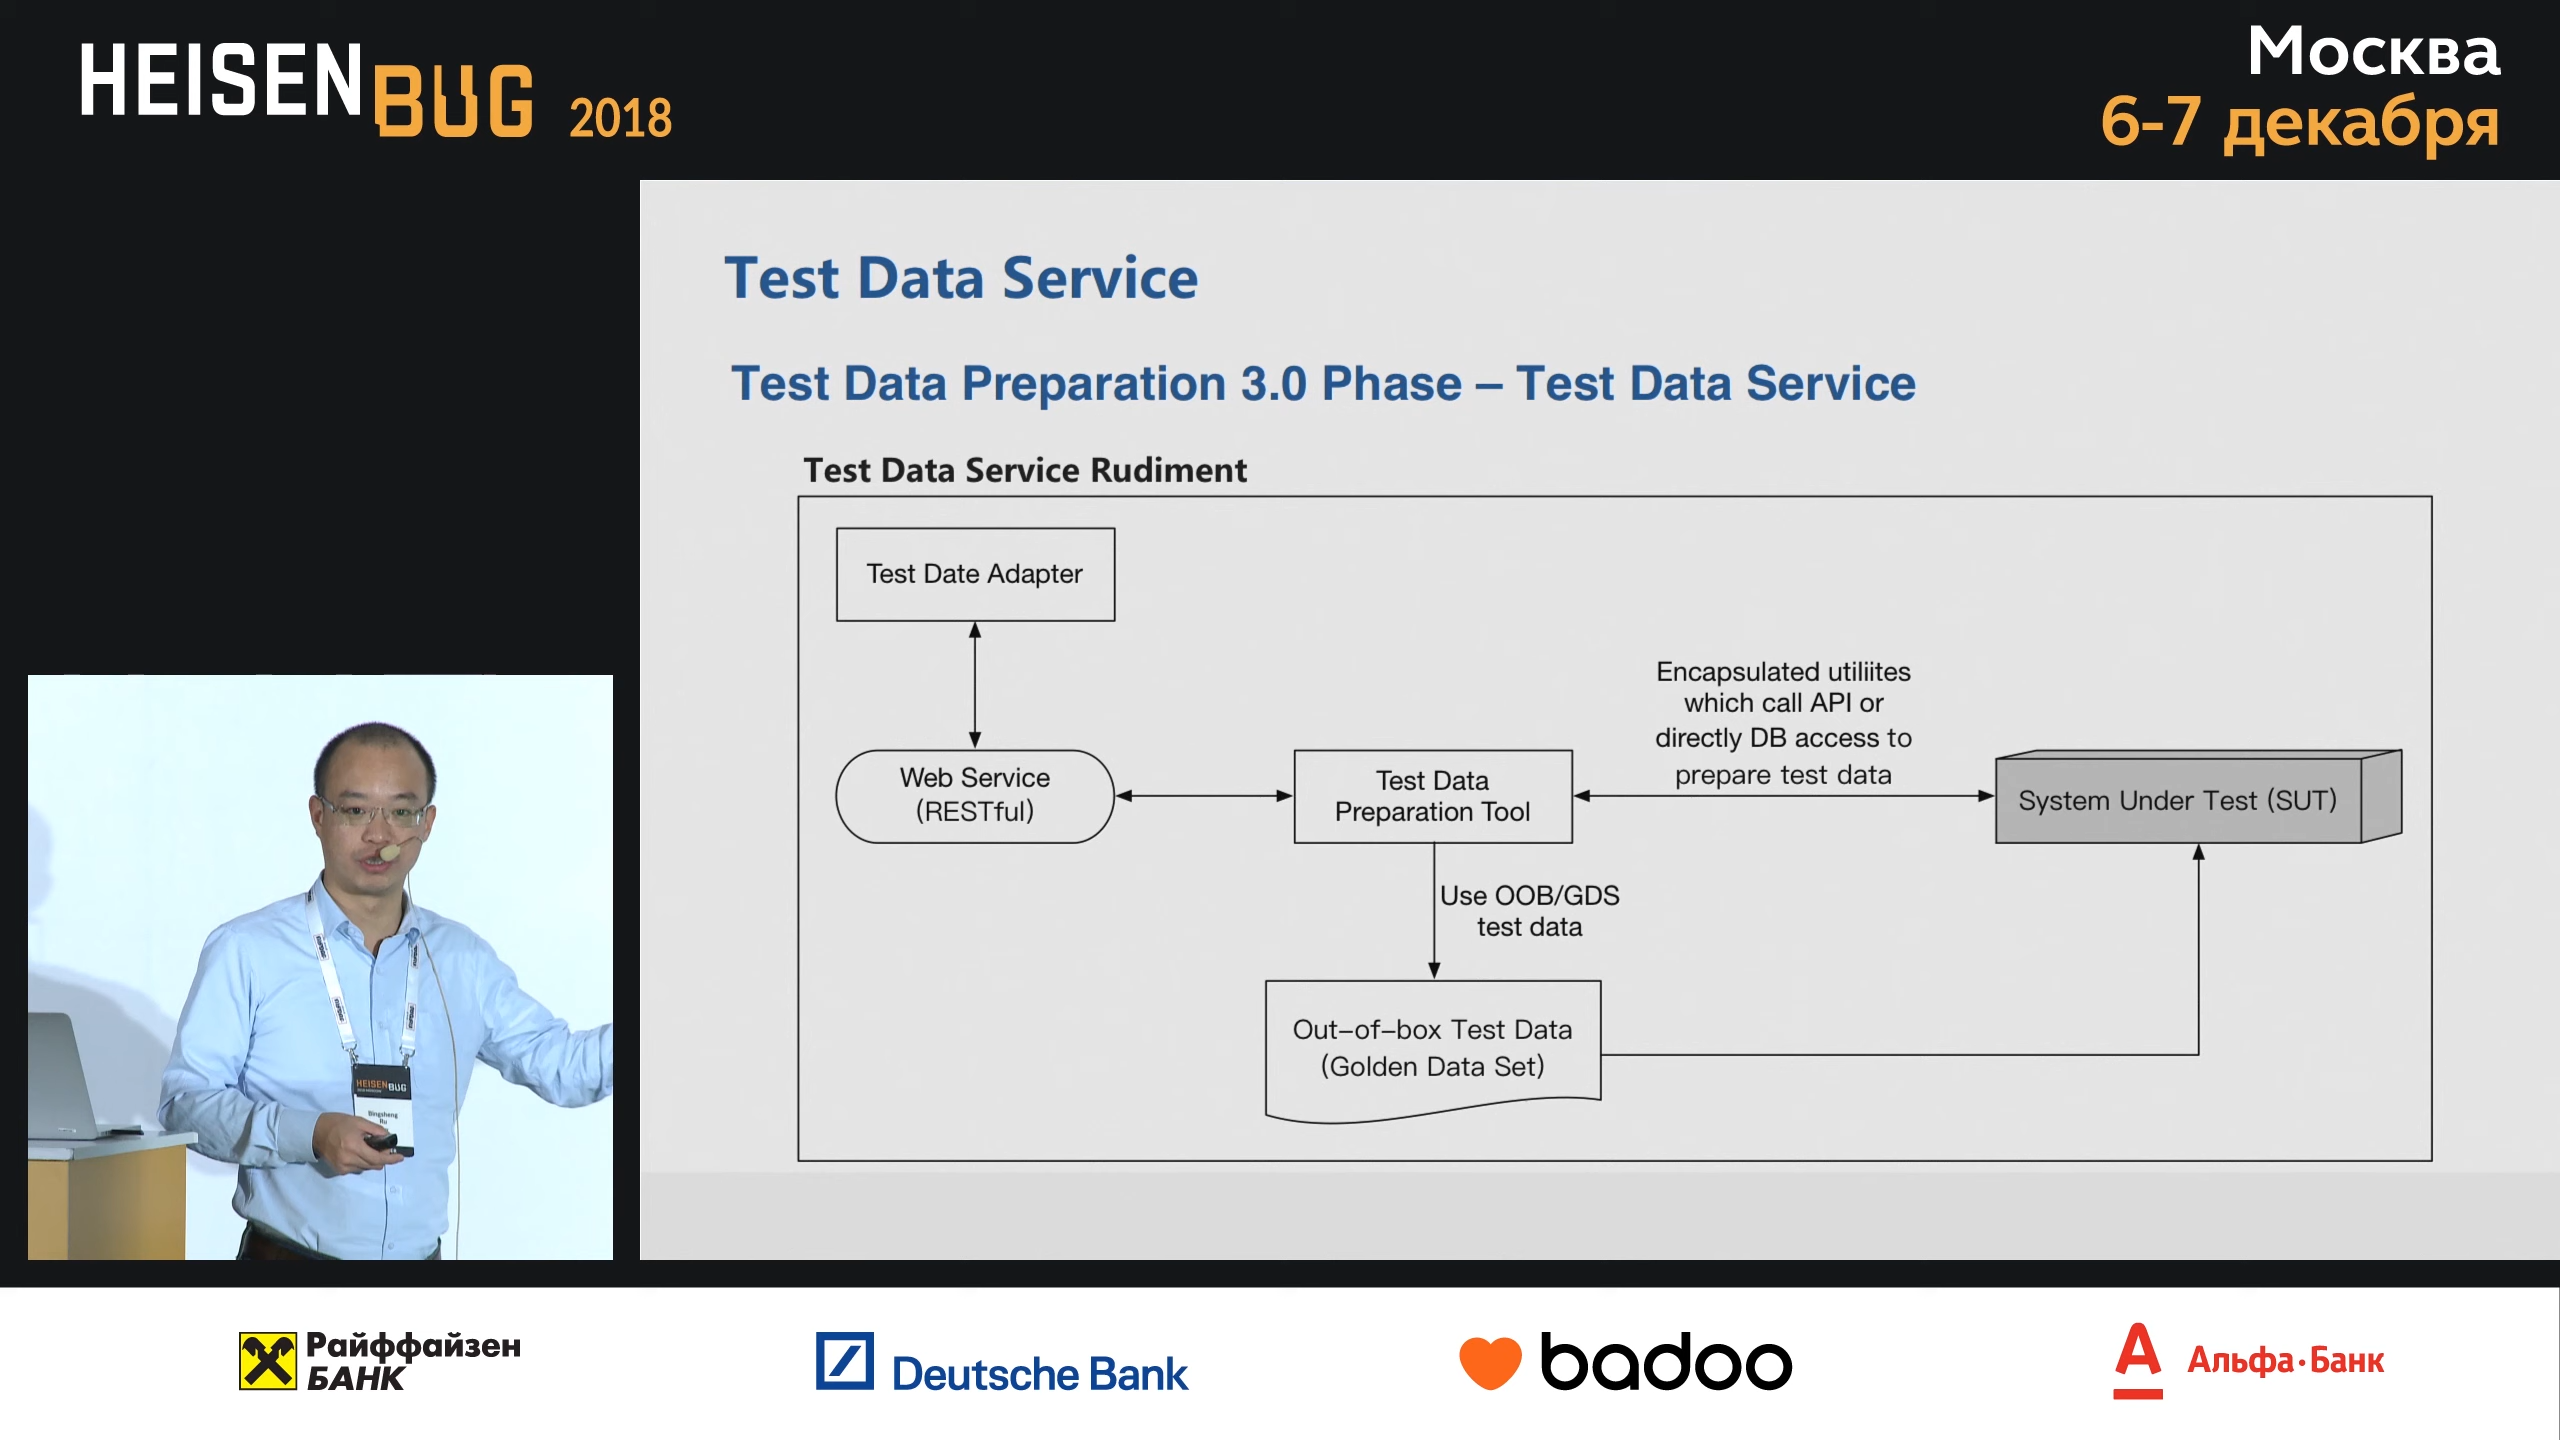 HEISENBUG 2018
Москва
6-7 декабря
Test Data Service
Test Data Preparation 3.0 Phase – Test Data Service
Test Data Service Rudiment
Test Date Adapter
Web Service
(RESTful)
Test Data
Preparation Tool
Encapsulated utiliites
which call API or
directly DB access to
prepare test data
System Under Test (SUT)
Use OOB/GDS
test data
Out-of-box Test Data
(Golden Data Set)
HEISENBUG
Bingsheng
Ru
Райффайзен
БАНК
Deutsche Bank
badoo
Альфа·Банк